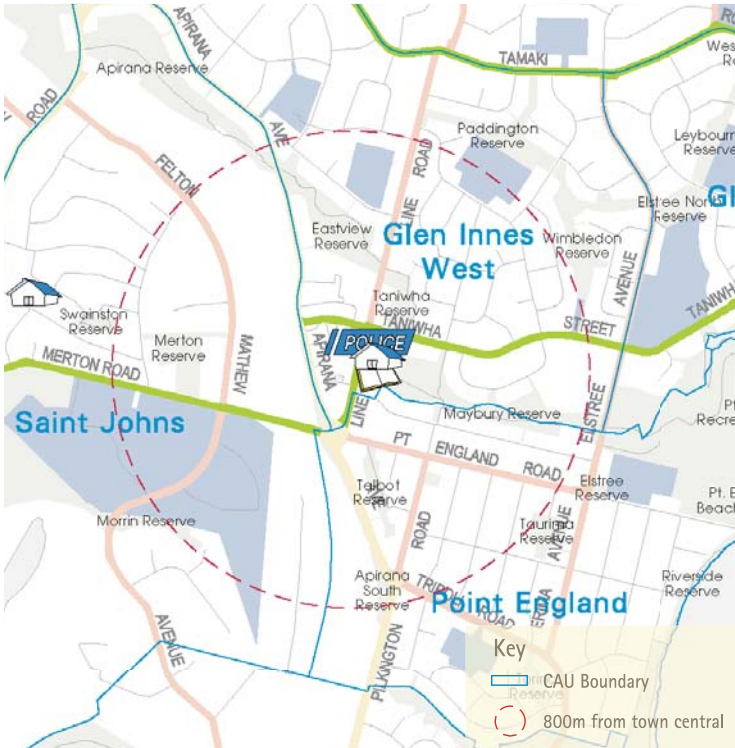 APIRANA
AVE
Apirana Reserve
TAMAKI
ROAD
FELTON
MATHEW
AVENUE
Paddington
Reserve
Leybourn
Reserve
Elstree North
Reserve
LINE
ROAD
Eastview
Reserve
Glen Innes
West
Wimbledon
Reserve
AVENUE
Swainston
Reserve
Taniwha
Reserve
TANIWHA
STREET
TANIWHA
POLICE
Merton
Reserve
MERTON ROAD
APIRANA
LINE
Saint Johns
Maybury Reserve
ELSTREE
PT
ENGLAND
ROAD
Talbot
Reserve
Elstree
Reserve
Pt. E
Beach
Morrin Reserve
ROAD
Taurima
Reserve
AVENUE
Apirana
South
Reserve
TRIPOLI
ROAD
Point England
Riverside
Reserve
PILKINGTON
Key
CAU Boundary
800m from town central